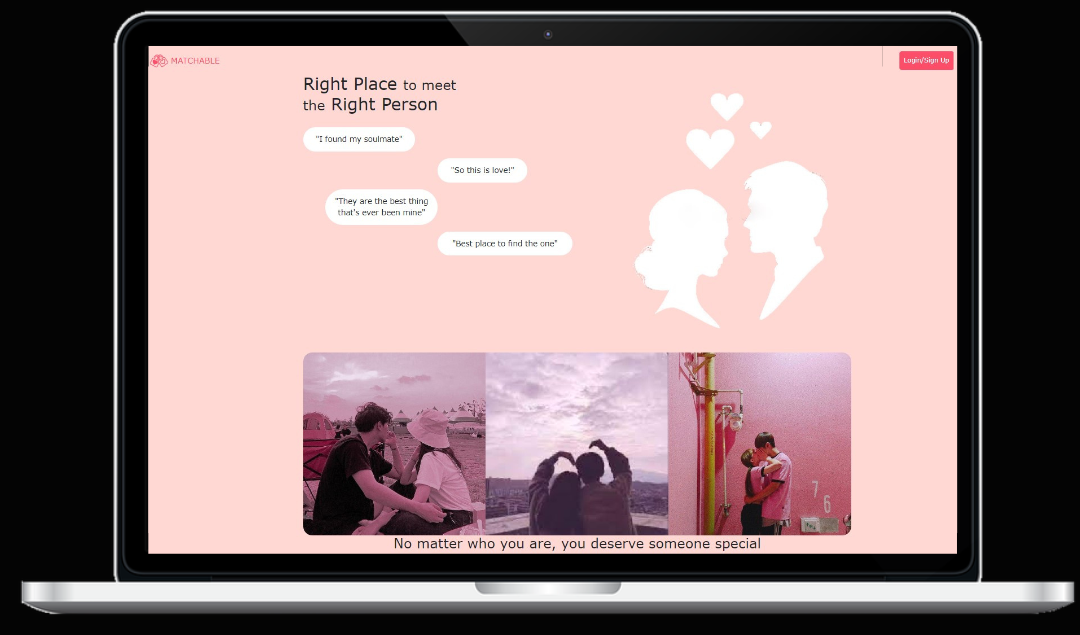 MATCHABLE
Login/Sign Up
Right Place to meet
the Right Person
"I found my soulmate"
"So this is love!"
"They are the best thing
that's ever been mine"
"Best place to find the one"
7
6
No matter who you are, you deserve someone special